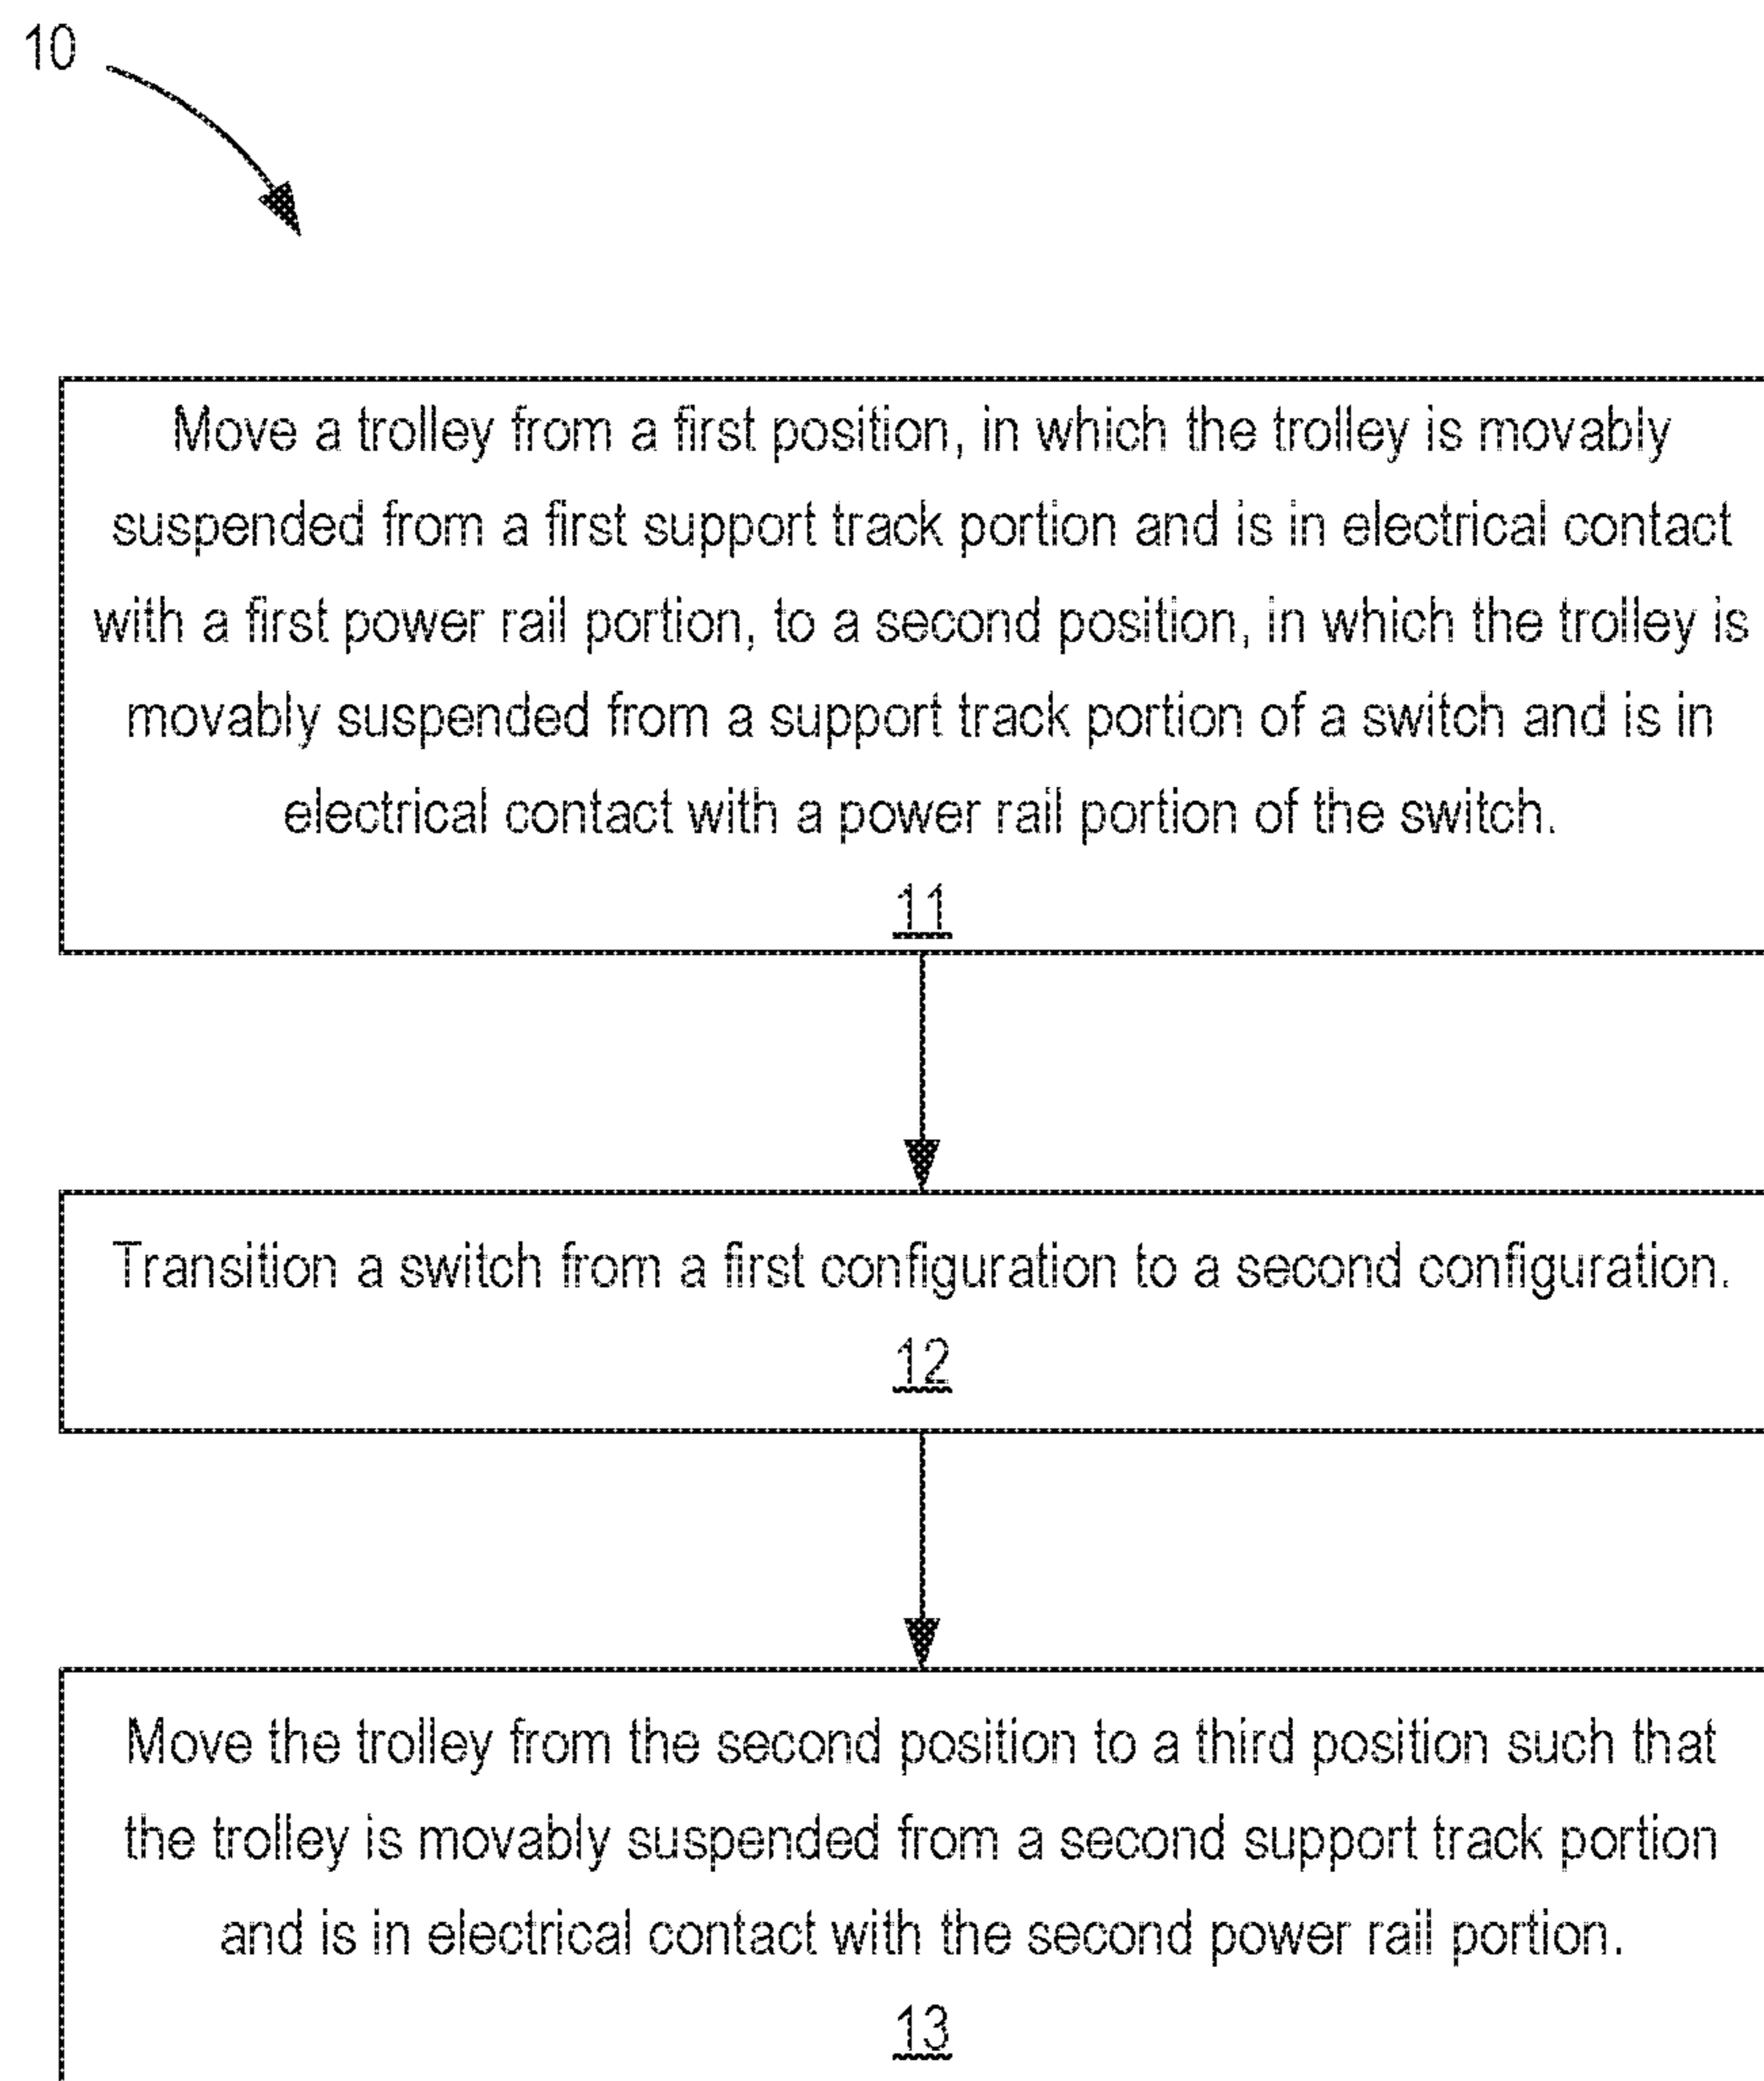 10
Move a trolley from a first position, in which the trolley is movably
suspended from a first support track portion and is in electrical contact
with a first power rail portion, to a second position, in which the trolley is
movably suspended from a support track portion of a switch and is in
electrical contact with a power rail portion of the switch.
11
Transition a switch from a first configuration to a second configuration.
12
Move the trolley from the second position to a third position such that
the trolley is movably suspended from a second support track portion
and is in electrical contact with the second power rail portion.
13